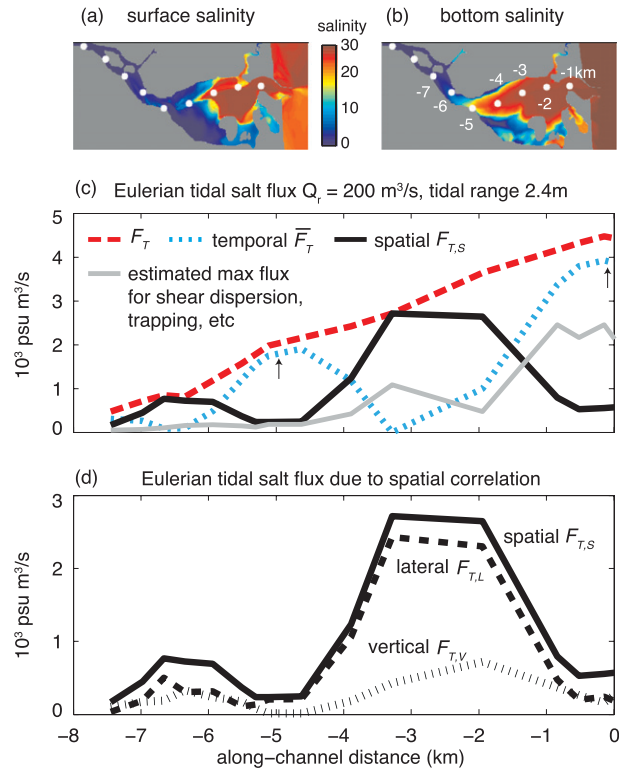 (a) surface salinity
salinity
30
20
10
0
(b) bottom salinity
-1km
-2
-3
-4
-5
-6
-7
(c) Eulerian tidal salt flux Qr = 200 m³/s, tidal range 2.4m
5
4
3
2
1
0
10³ psu m³/s
F_T
temporal F̅_T
spatial F_T,S
estimated max flux
for shear dispersion,
trapping, etc
(d) Eulerian tidal salt flux due to spatial correlation
3
2
1
0
10³ psu m³/s
spatial F_T,S
lateral F_T,L
vertical F_T,V
−8 −7 −6 −5 −4 −3 −2 −1 0
along−channel distance (km)